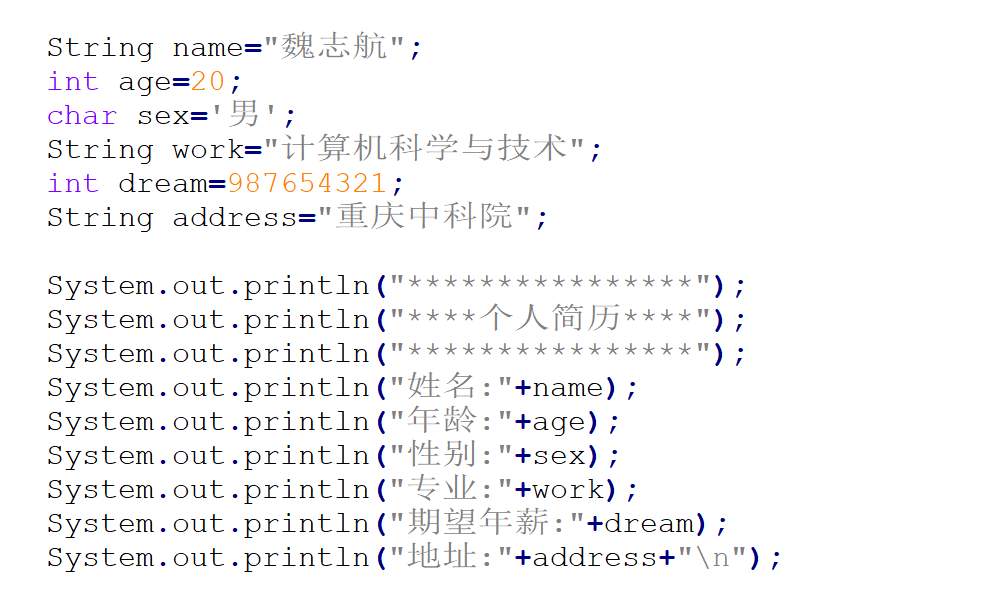 String name="魏志航";
int age=20;
char sex='男';
String work="计算机科学与技术";
int dream=987654321;
String address="重庆中科院";
System.out.println("****************");
System.out.println("****个人简历****");
System.out.println("****************");
System.out.println("姓名:"+name);
System.out.println("年龄:"+age);
System.out.println("性别:"+sex);
System.out.println("专业:"+work);
System.out.println("期望年薪:"+dream);
System.out.println("地址:"+address+"\n");